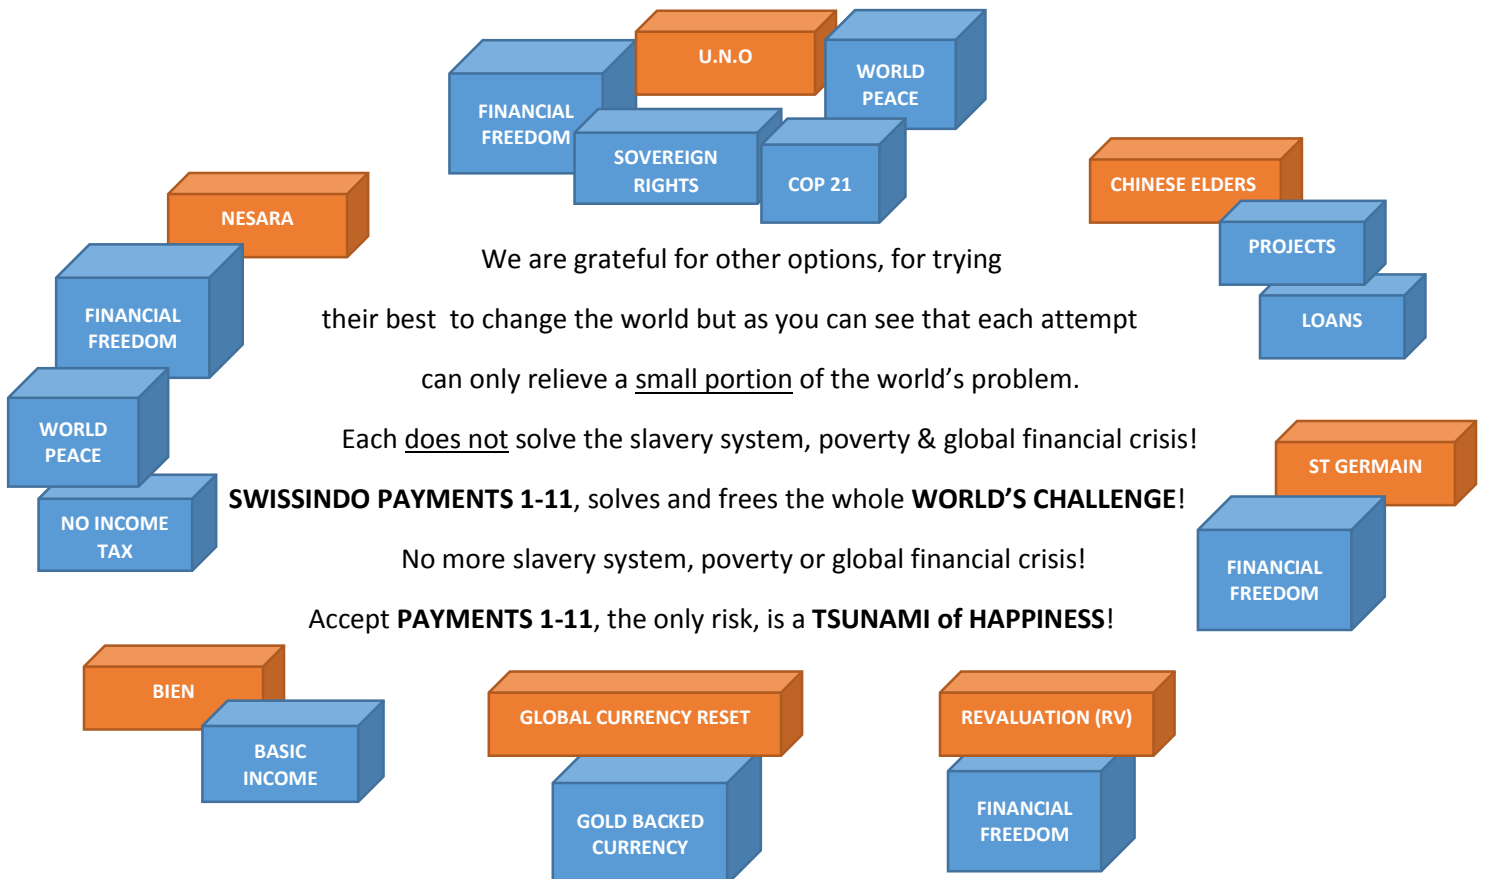 U.N.O
FINANCIAL
FREEDOM
WORLD
PEACE
SOVEREIGN
RIGHTS
COP 21
CHINESE ELDERS
PROJECTS
LOANS
NESARA
FINANCIAL
FREEDOM
WORLD
PEACE
NO INCOME
TAX
We are grateful for other options, for trying
their best to change the world but as you can see that each attempt
can only relieve a small portion of the world's problem.
Each does not solve the slavery system, poverty & global financial crisis!
SWISSINDO PAYMENTS 1-11, solves and frees the whole WORLD'S CHALLENGE!
No more slavery system, poverty or global financial crisis!
Accept PAYMENTS 1-11, the only risk, is a TSUNAMI of HAPPINESS!
ST GERMAIN
FINANCIAL
FREEDOM
BIEN
BASIC
INCOME
GLOBAL CURRENCY RESET
GOLD BACKED
CURRENCY
REVALUATION (RV)
FINANCIAL
FREEDOM